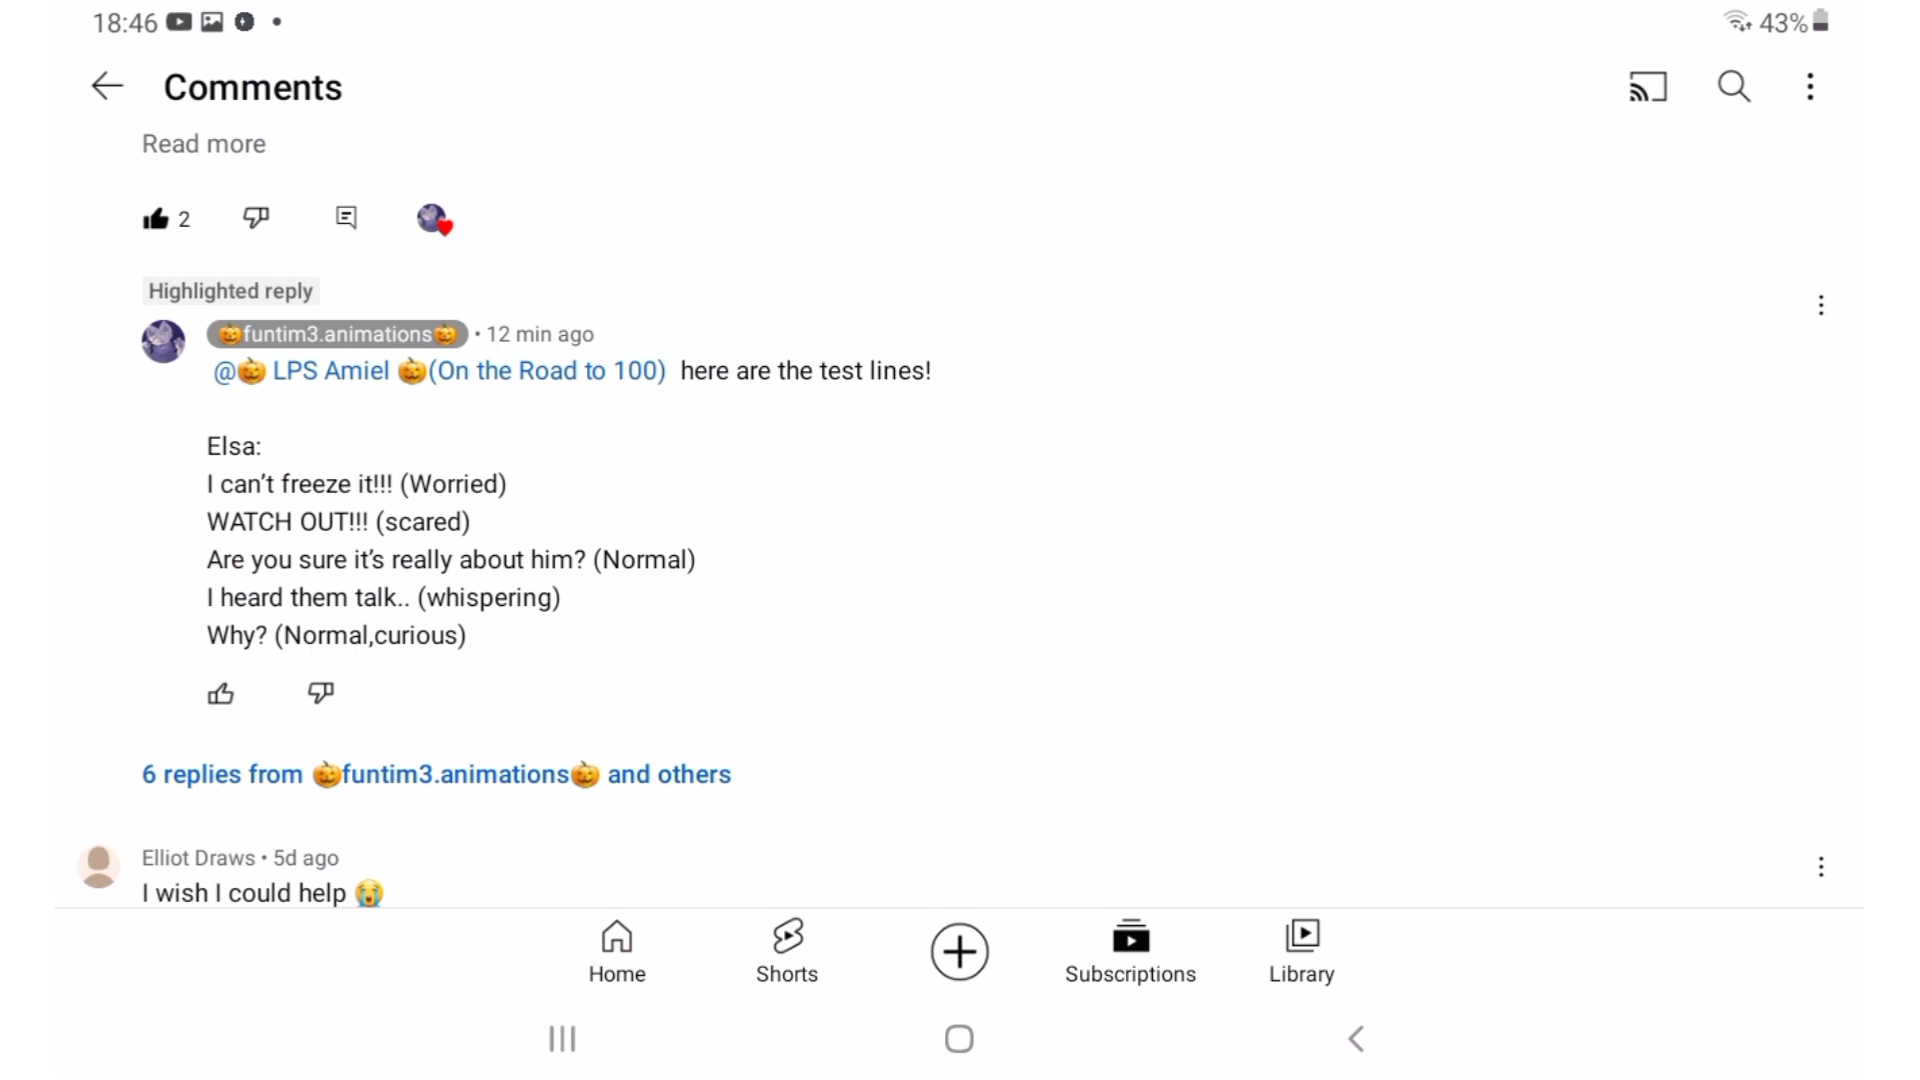 18:46
43%
Comments
Read more
2
Highlighted reply
🎃funtim3.animations🎃 • 12 min ago
@🎃 LPS Amiel 🎃(On the Road to 100) here are the test lines!
Elsa:
I can’t freeze it!!! (Worried)
WATCH OUT!!! (scared)
Are you sure it’s really about him? (Normal)
I heard them talk.. (whispering)
Why? (Normal,curious)
6 replies from 🎃funtim3.animations🎃 and others
Elliot Draws • 5d ago
I wish I could help 😭
Home
Shorts
Subscriptions
Library